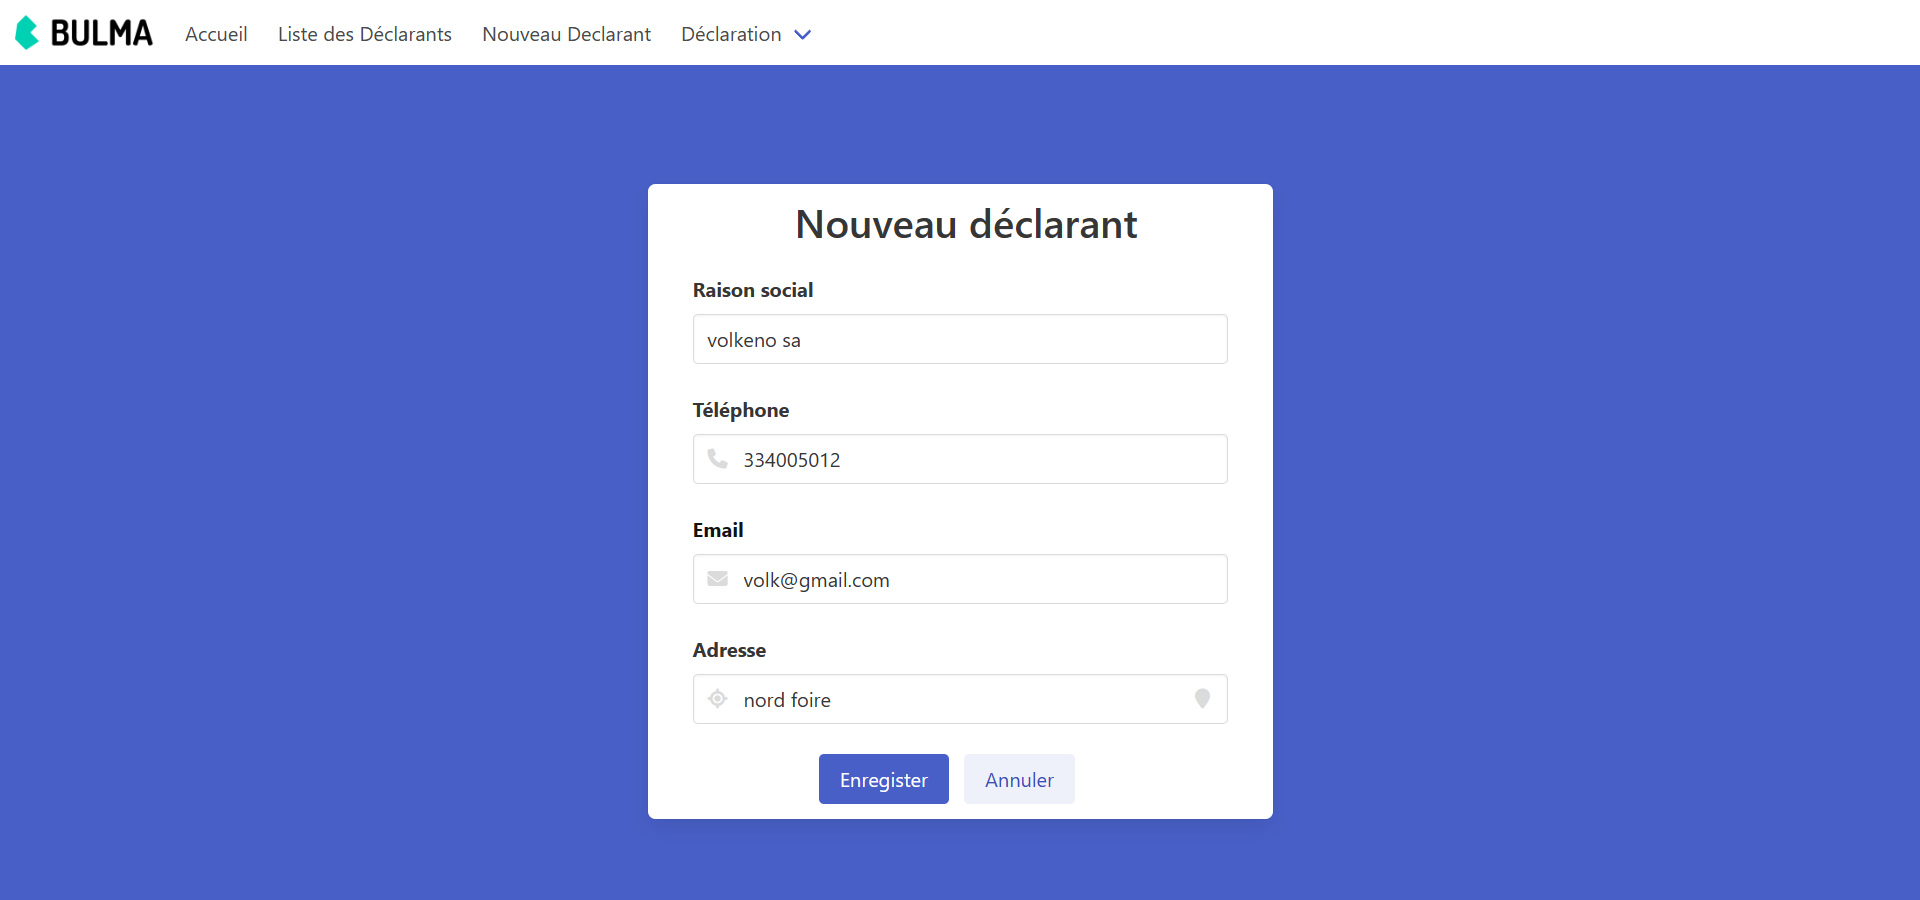 BULMA Accueil Liste des Déclarants Nouveau Declarant Déclaration
Nouveau déclarant
Raison social
volkeno sa
Téléphone
334005012
Email
volk@gmail.com
Adresse
nord foire
Enregister Annuler